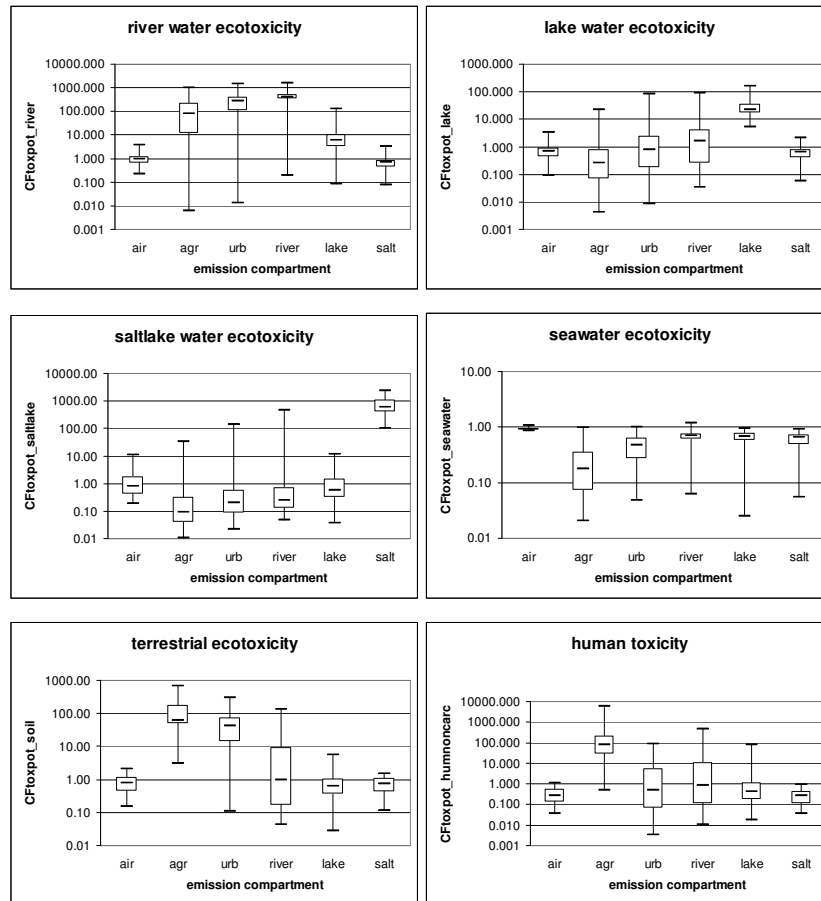 river water ecotoxicity
CFtoxpot_river
10000.000
1000.000
100.000
10.000
1.000
0.100
0.010
0.001
air agr urb river lake salt
emission compartment
lake water ecotoxicity
CFtoxpot_lake
1000.000
100.000
10.000
1.000
0.100
0.010
0.001
air agr urb river lake salt
emission compartment
saltlake water ecotoxicity
CFtoxpot_saltlake
10000.00
1000.00
100.00
10.00
1.00
0.10
0.01
air agr urb river lake salt
emission compartment
seawater ecotoxicity
CFtoxpot_seawater
10.00
1.00
0.10
0.01
air agr urb river lake salt
emission compartment
terrestrial ecotoxicity
CFtoxpot_soil
1000.00
100.00
10.00
1.00
0.10
0.01
air agr urb river lake salt
emission compartment
human toxicity
CFtoxpot_humnoncarc
10000.000
1000.000
100.000
10.000
1.000
0.100
0.010
0.001
air agr urb river lake salt
emission compartment